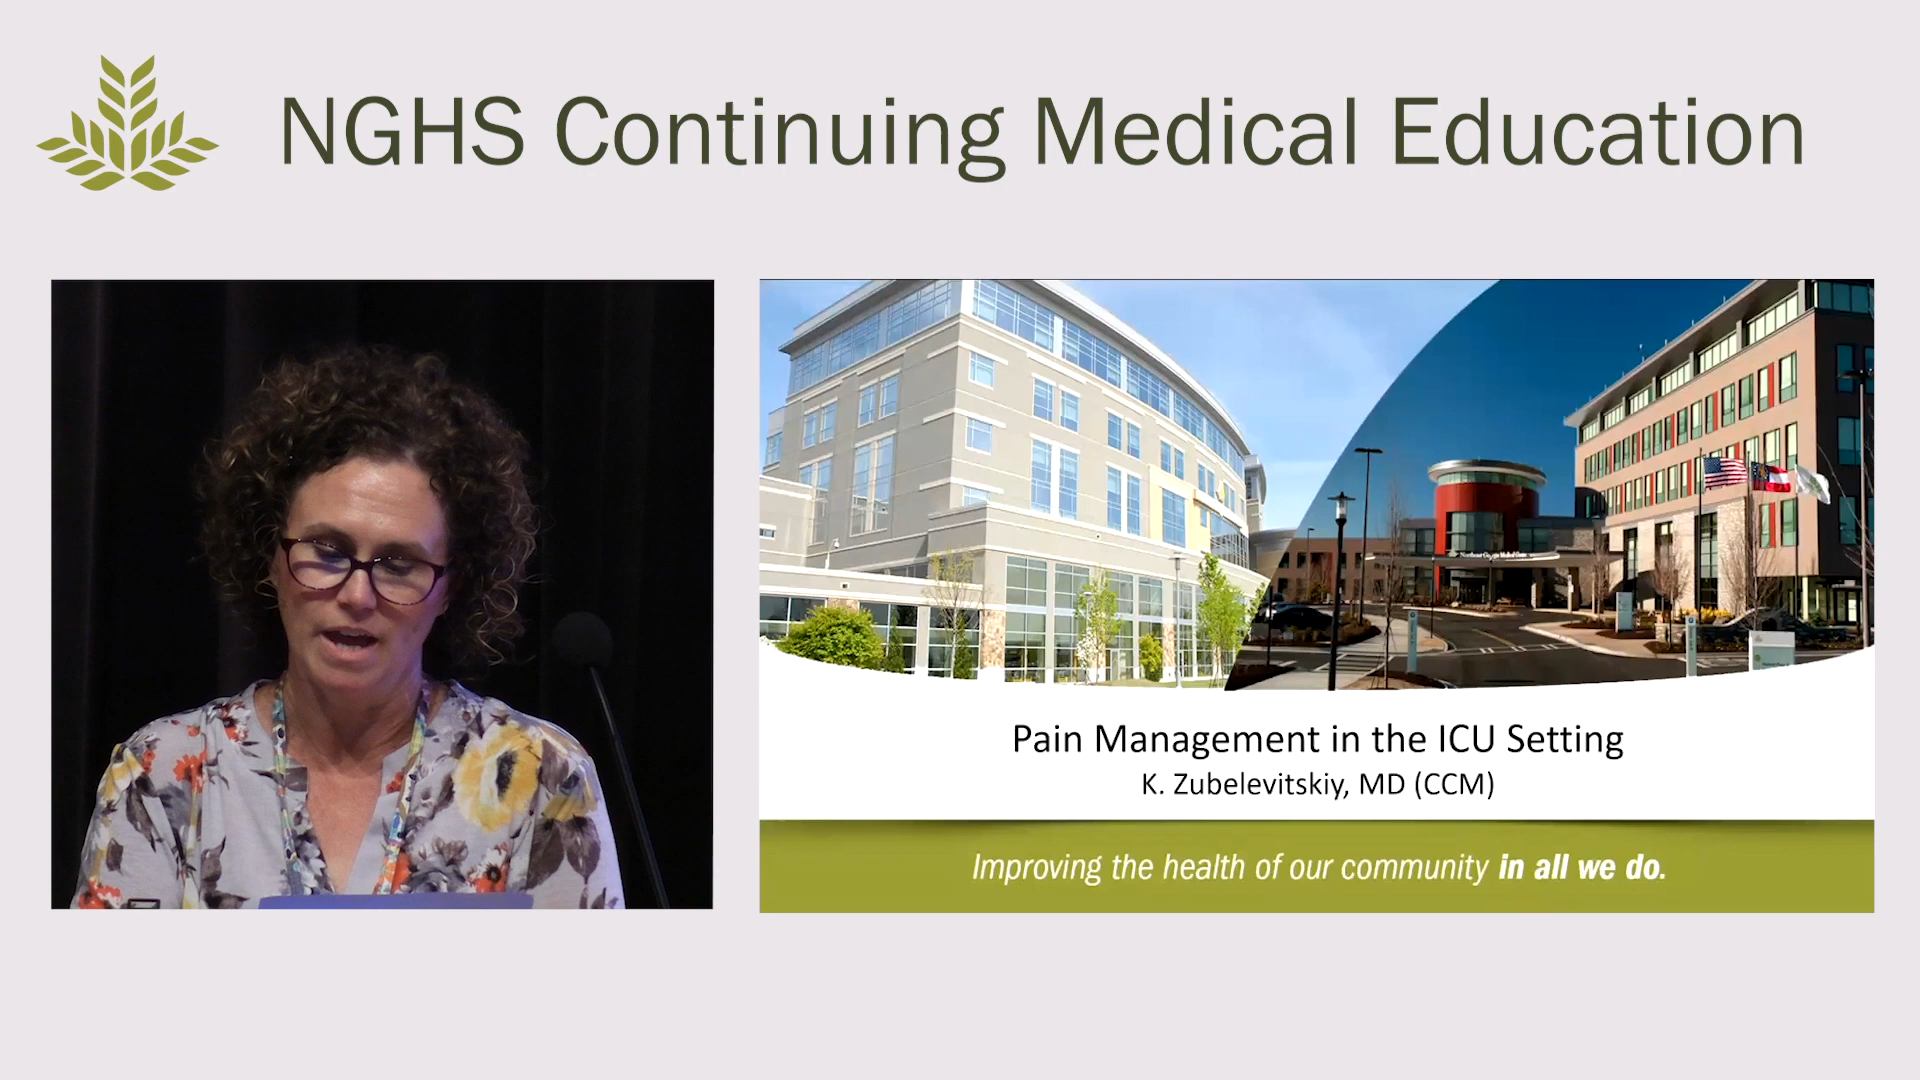 NGHS Continuing Medical Education
Pain Management in the ICU Setting
K. Zubelevitskiy, MD (CCM)
Improving the health of our community in all we do.